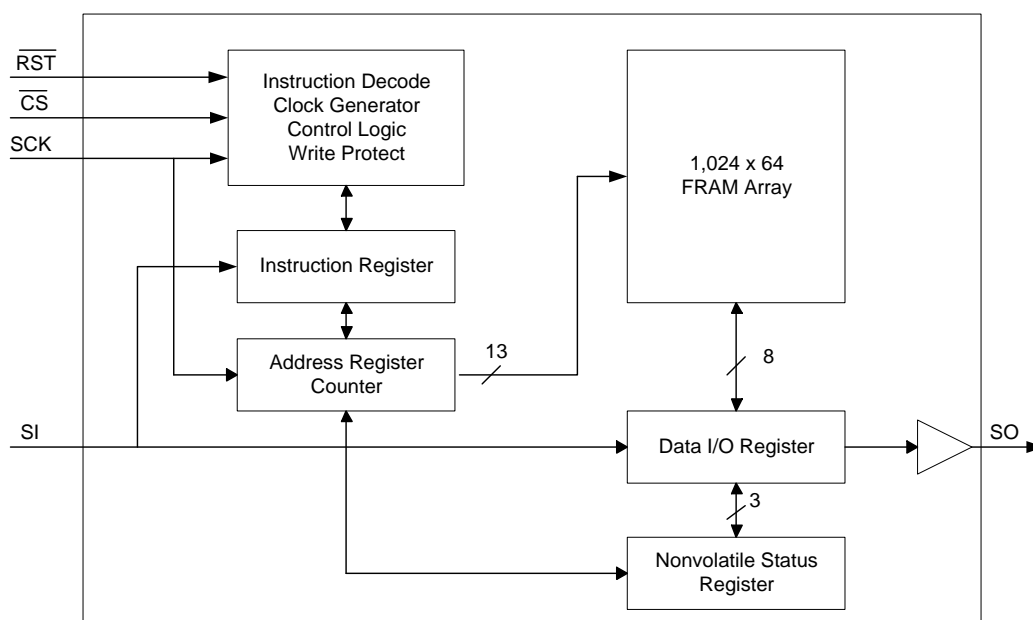 RST
CS
SCK
Instruction Decode
Clock Generator
Control Logic
Write Protect
1,024 x 64
FRAM Array
Instruction Register
Address Register
Counter
13
8
SI
Data I/O Register
SO
3
Nonvolatile Status
Register